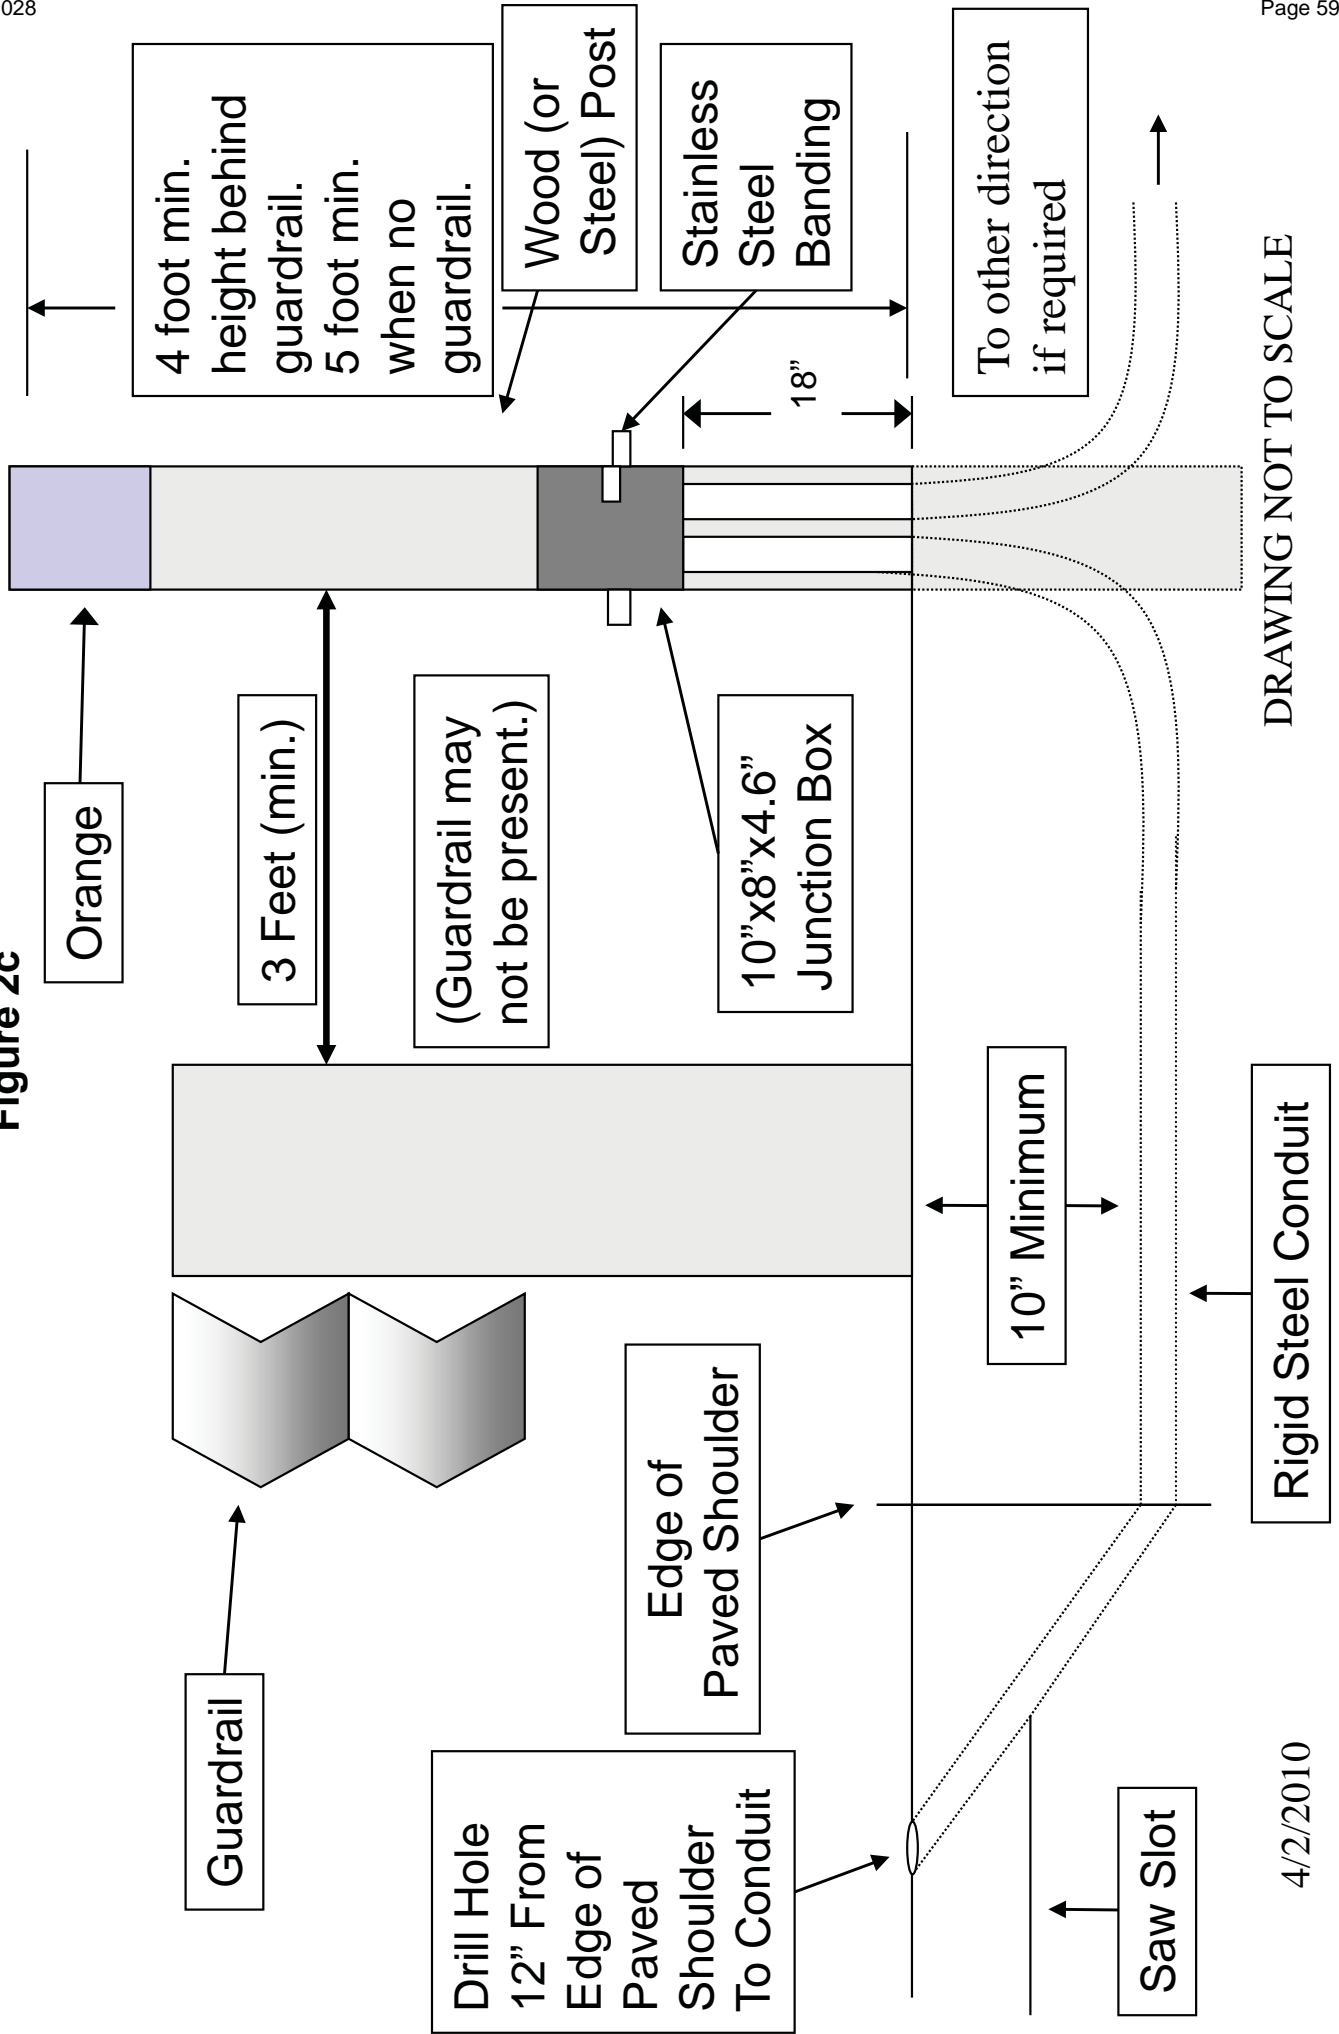 028
Page 59
Figure 2c
Orange
Guardrail
3 Feet (min.)
4 foot min.
height behind
guardrail.
5 foot min.
when no
guardrail.
(Guardrail may
not be present.)
Wood (or
Steel) Post
Drill Hole
12” From
Edge of
Paved
Shoulder
To Conduit
Edge of
Paved Shoulder
10”x8”x4.6”
Junction Box
Stainless
Steel
Banding
18”
10” Minimum
To other direction
if required
Saw Slot
Rigid Steel Conduit
4/2/2010
DRAWING NOT TO SCALE